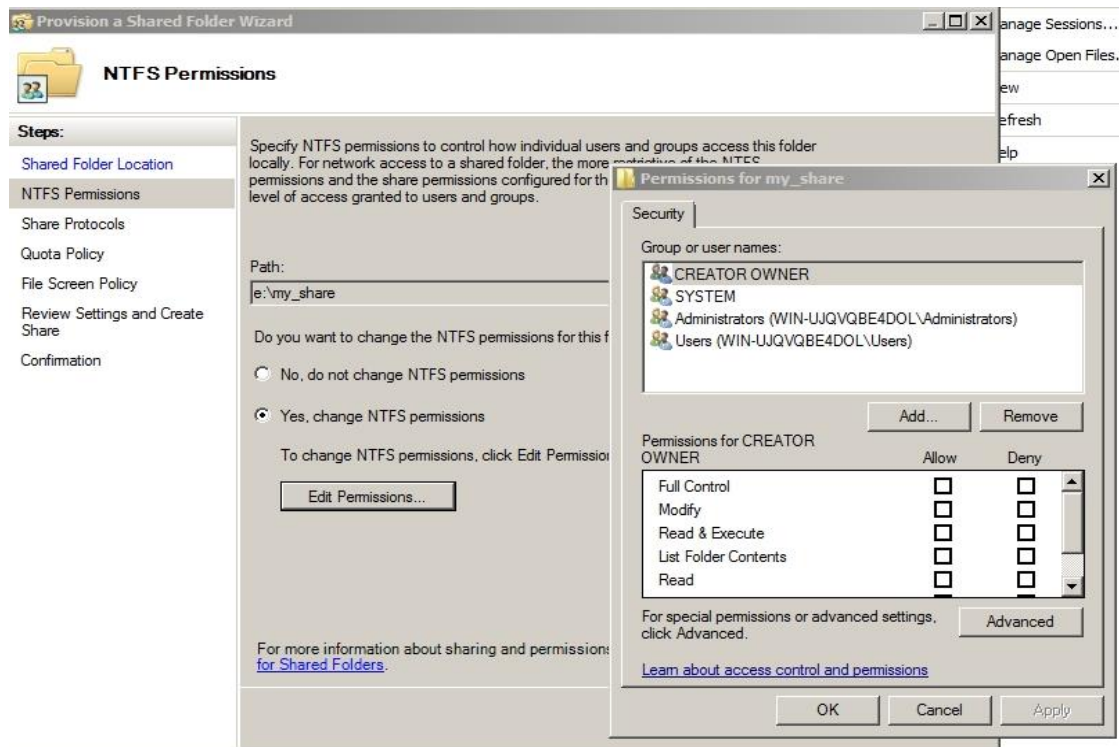 Provision a Shared Folder Wizard
NTFS Permissions
Steps:
Shared Folder Location
NTFS Permissions
Share Protocols
Quota Policy
File Screen Policy
Review Settings and Create
Share
Confirmation
Specify NTFS permissions to control how individual users and groups access this folder
locally. For network access to a shared folder, the more restrictive of the NTFS
permissions and the share permissions configured for th
level of access granted to users and groups.
Path:
e:\my_share
Do you want to change the NTFS permissions for this f
No, do not change NTFS permissions
Yes, change NTFS permissions
To change NTFS permissions, click Edit Permission
Edit Permissions...
For more information about sharing and permissions
for Shared Folders.
anage Sessions...
anage Open Files.
ew
efresh
elp
Permissions for my_share
Security
Group or user names:
CREATOR OWNER
SYSTEM
Administrators (WIN-UJQVQBE4DOL\Administrators)
Users (WIN-UJQVQBE4DOL\Users)
Add...
Remove
Permissions for CREATOR
OWNER
Allow
Deny
Full Control
Modify
Read & Execute
List Folder Contents
Read
For special permissions or advanced settings,
click Advanced.
Advanced
Learn about access control and permissions
OK
Cancel
Apply